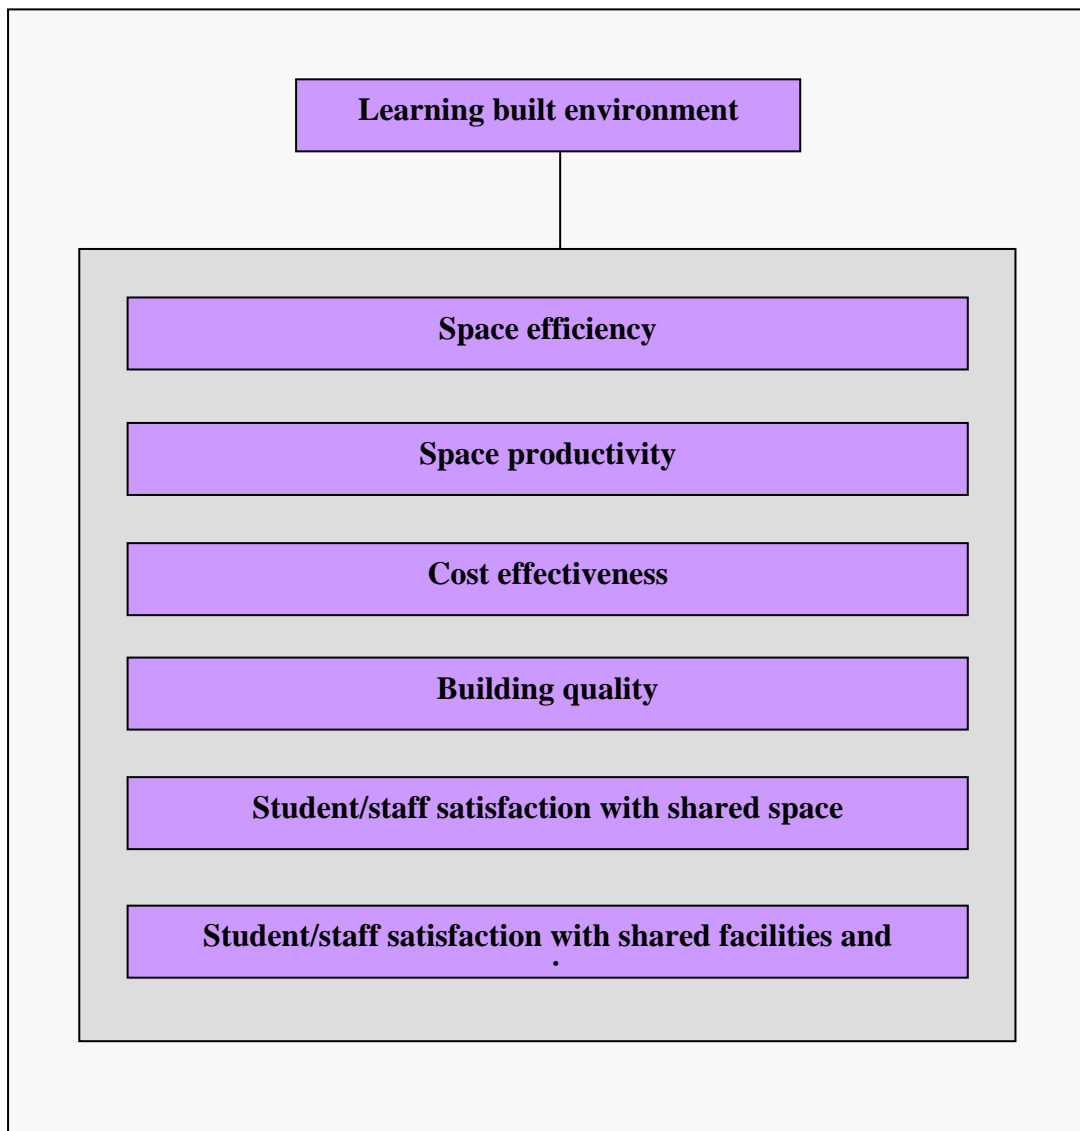 Learning built environment
Space efficiency
Space productivity
Cost effectiveness
Building quality
Student/staff satisfaction with shared space
Student/staff satisfaction with shared facilities and